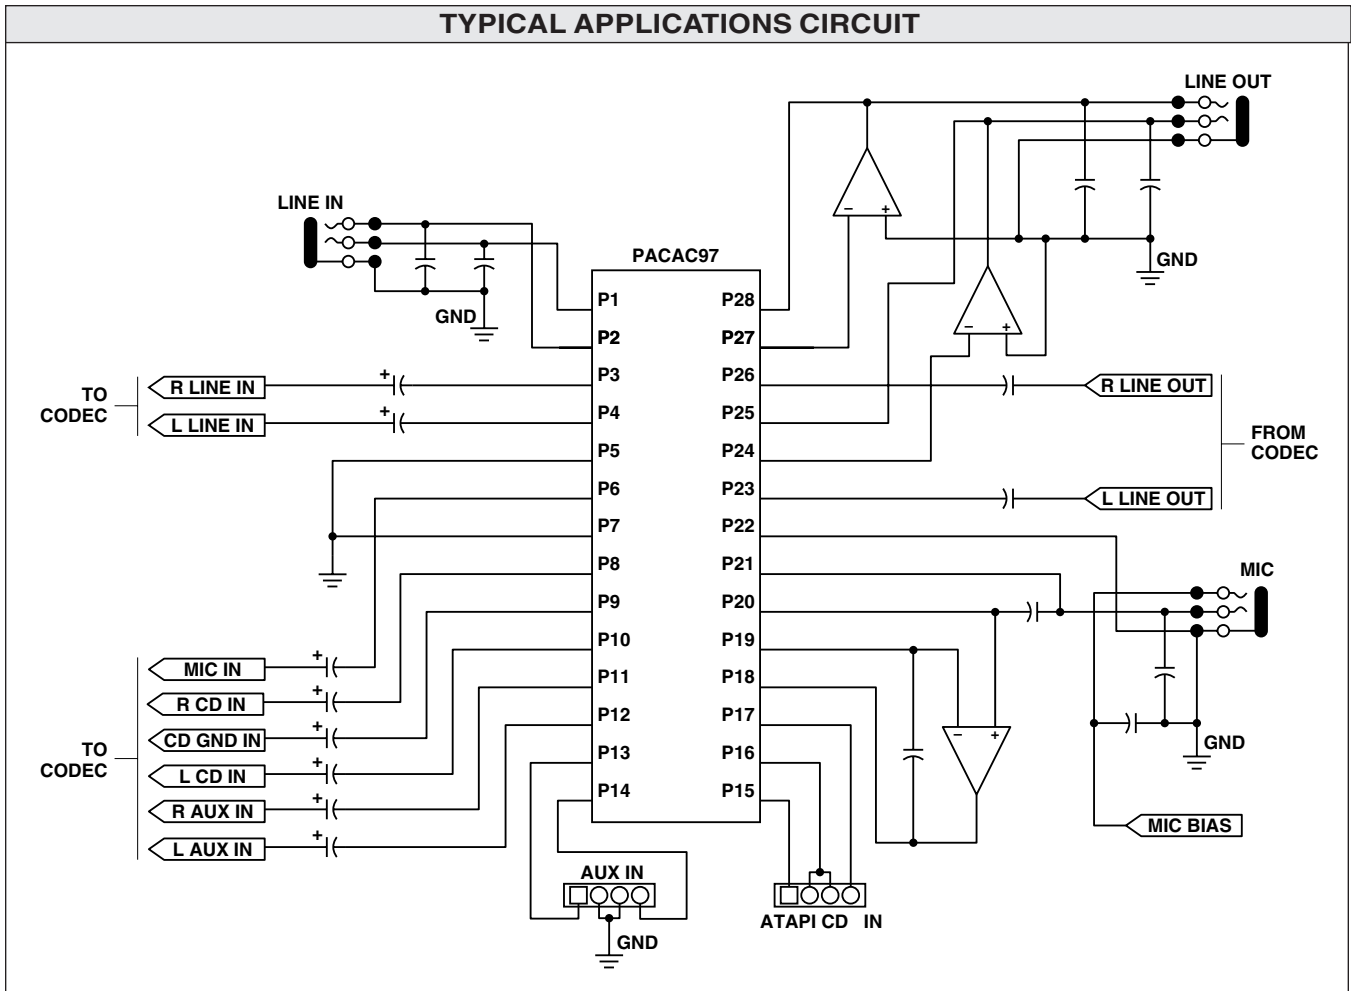 TYPICAL APPLICATIONS CIRCUIT
LINE OUT
LINE IN
GND
GND
PACAC97
P1 P28
P2 P27
P3 P26
P4 P25
P5 P24
P6 P23
P7 P22
P8 P21
P9 P20
P10 P19
P11 P18
P12 P17
P13 P16
P14 P15
TO
CODEC
+
R LINE IN
+
L LINE IN
R LINE OUT
L LINE OUT
FROM
CODEC
TO
CODEC
+
MIC IN
+
R CD IN
+
CD GND IN
+
L CD IN
+
R AUX IN
+
L AUX IN
MIC
GND
MIC BIAS
− +
− +
− +
AUX IN
GND
ATAPI CD IN